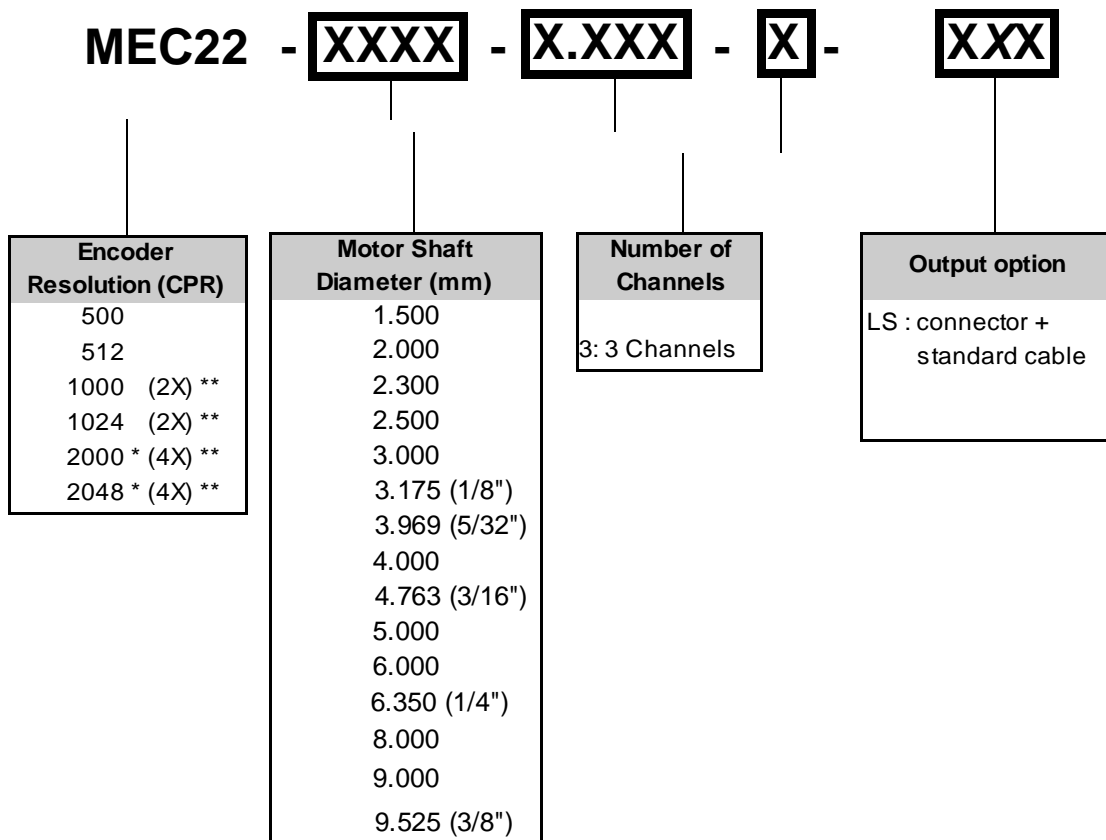 MEC22 - XXXX - X.XXX - X - XXX
Encoder
Resolution (CPR)
500
512
1000 (2X) **
1024 (2X) **
2000 * (4X) **
2048 * (4X) **
Motor Shaft
Diameter (mm)
1.500
2.000
2.300
2.500
3.000
3.175 (1/8")
3.969 (5/32")
4.000
4.763 (3/16")
5.000
6.000
6.350 (1/4")
8.000
9.000
9.525 (3/8")
Number of
Channels
3: 3 Channels
Output option
LS : connector +
standard cable